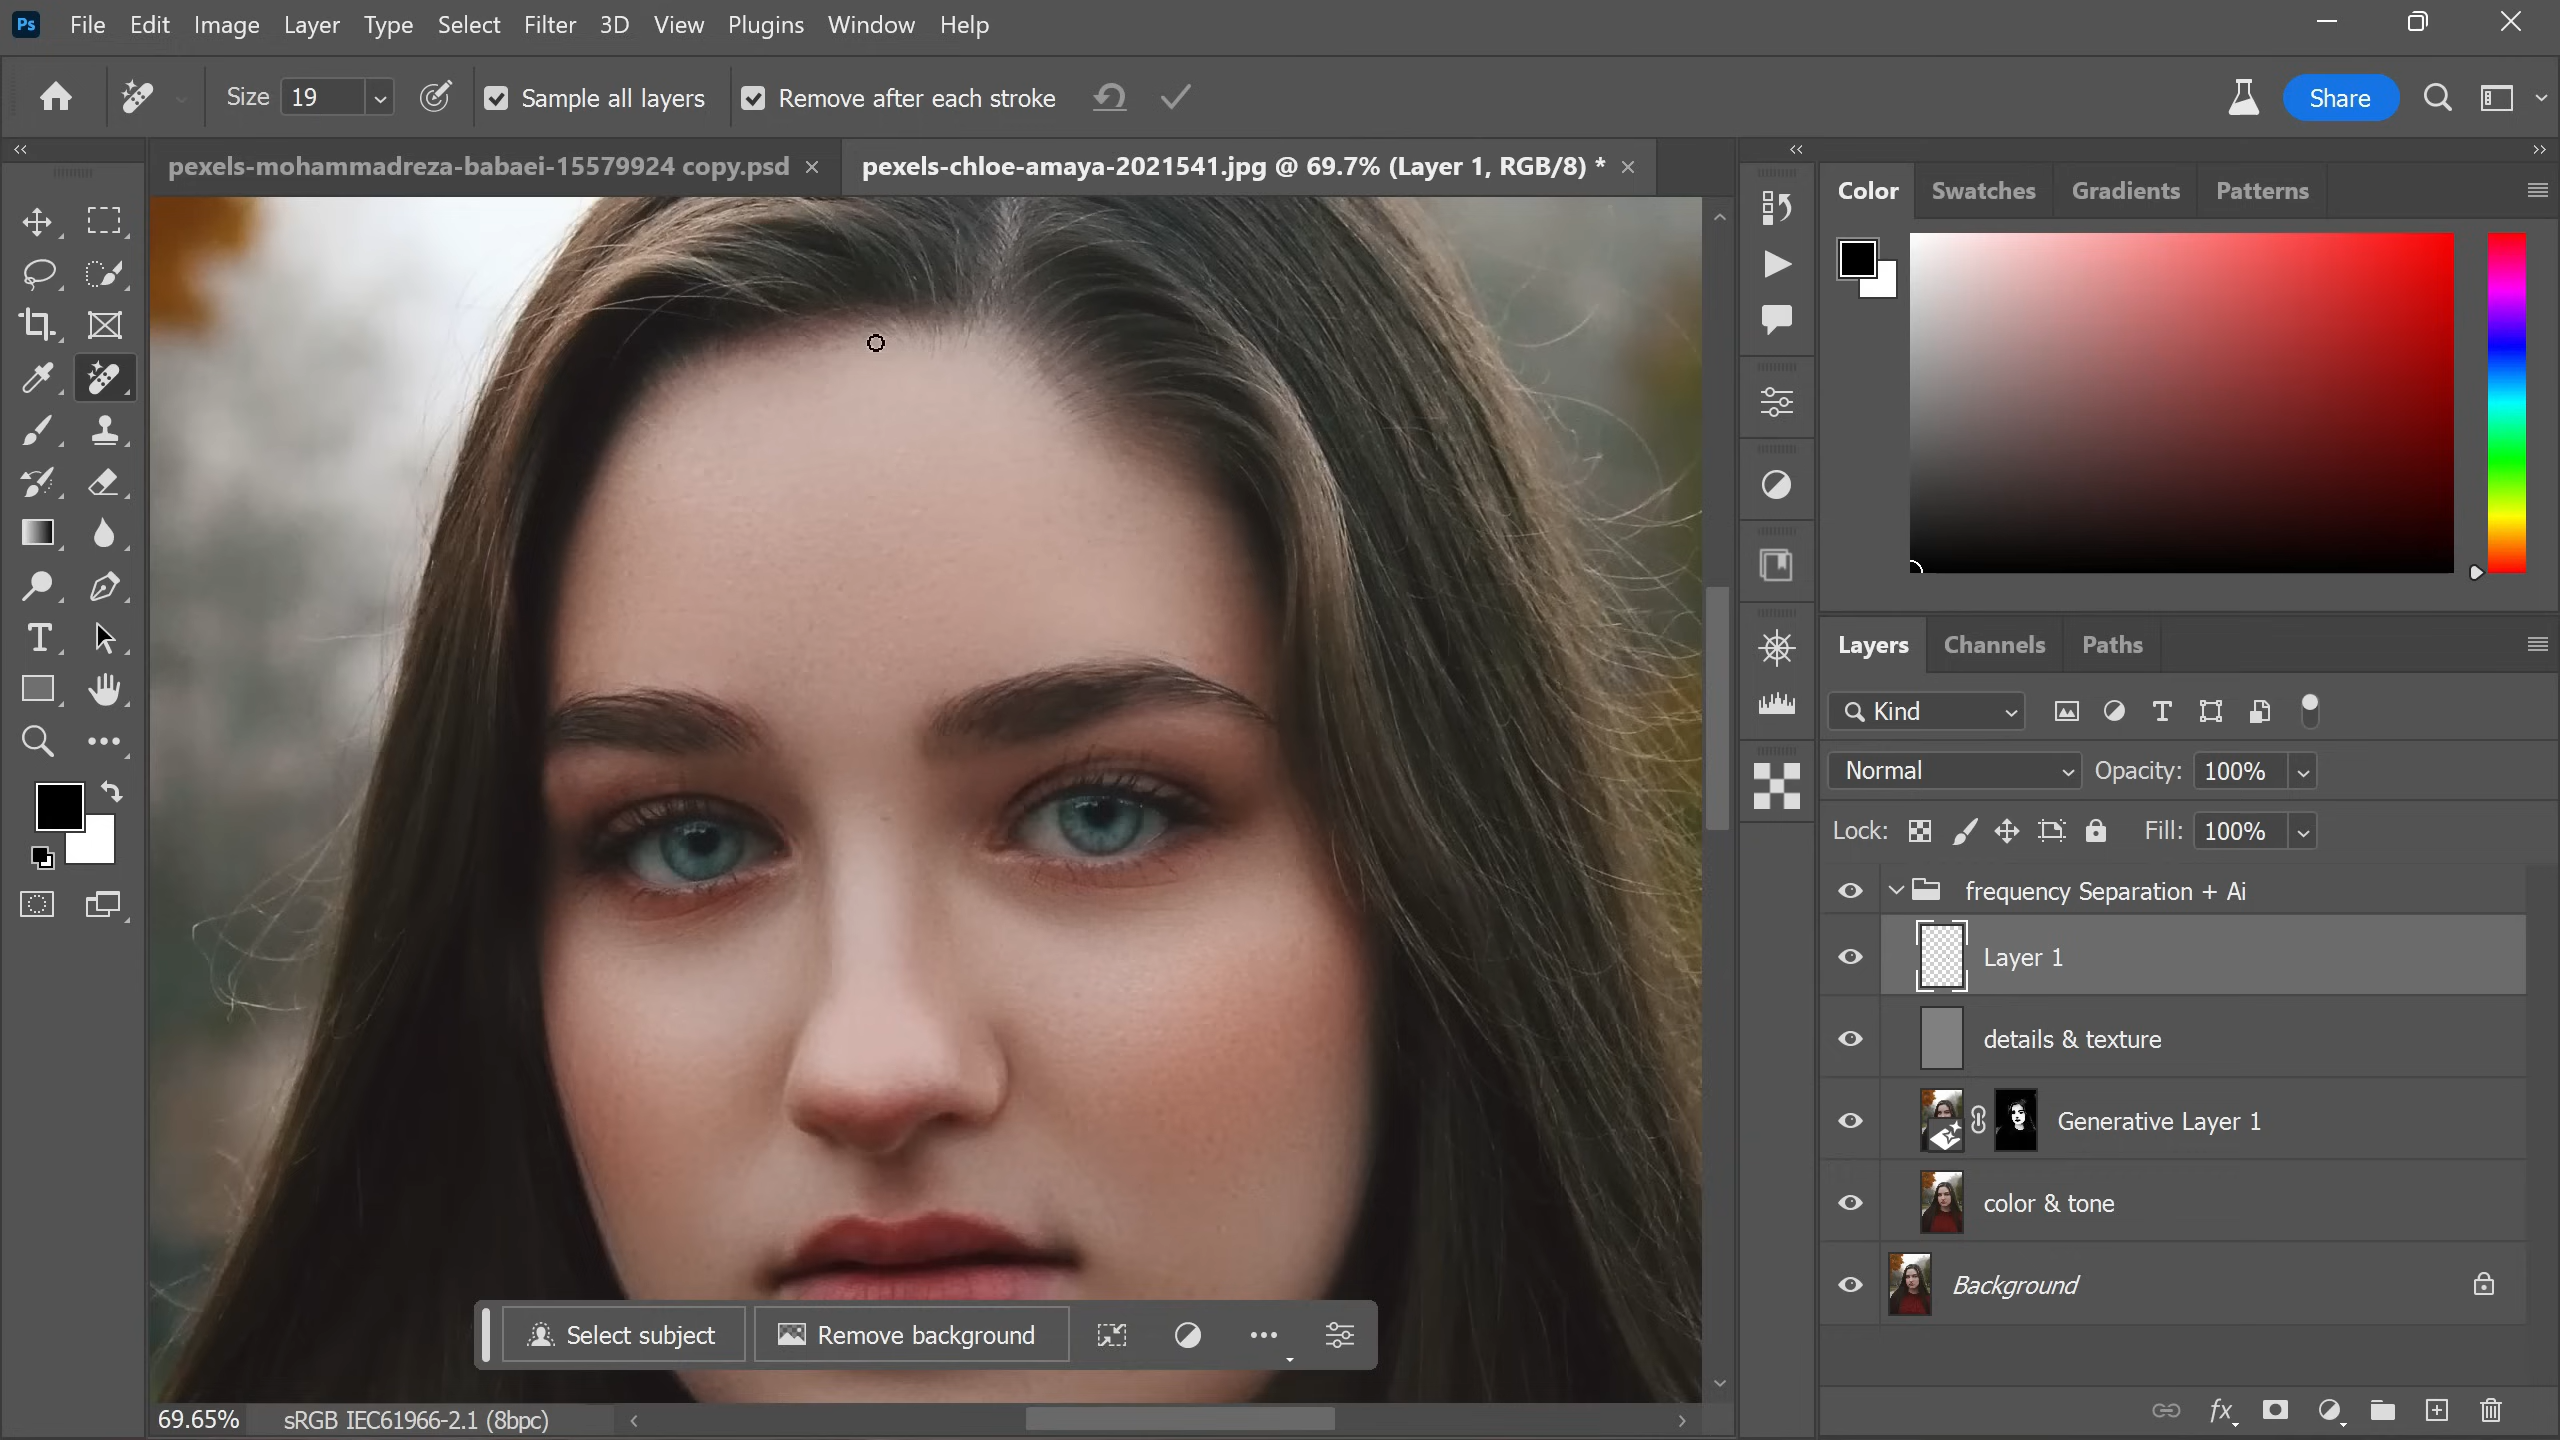 Ps File Edit Image Layer Type Select Filter 3D View Plugins Window Help
Size 19 Sample all layers Remove after each stroke Share
pexels-mohammadreza-babaei-15579924 copy.psd × pexels-chloe-amaya-2021541.jpg @ 69.7% (Layer 1, RGB/8) * ×
Color Swatches Gradients Patterns
Layers Channels Paths
Kind
Normal Opacity: 100%
Lock: Fill: 100%
frequency Separation + Ai
Layer 1
details & texture
Generative Layer 1
color & tone
Background
Select subject Remove background
69.65% sRGB IEC61966-2.1 (8bpc)
fx